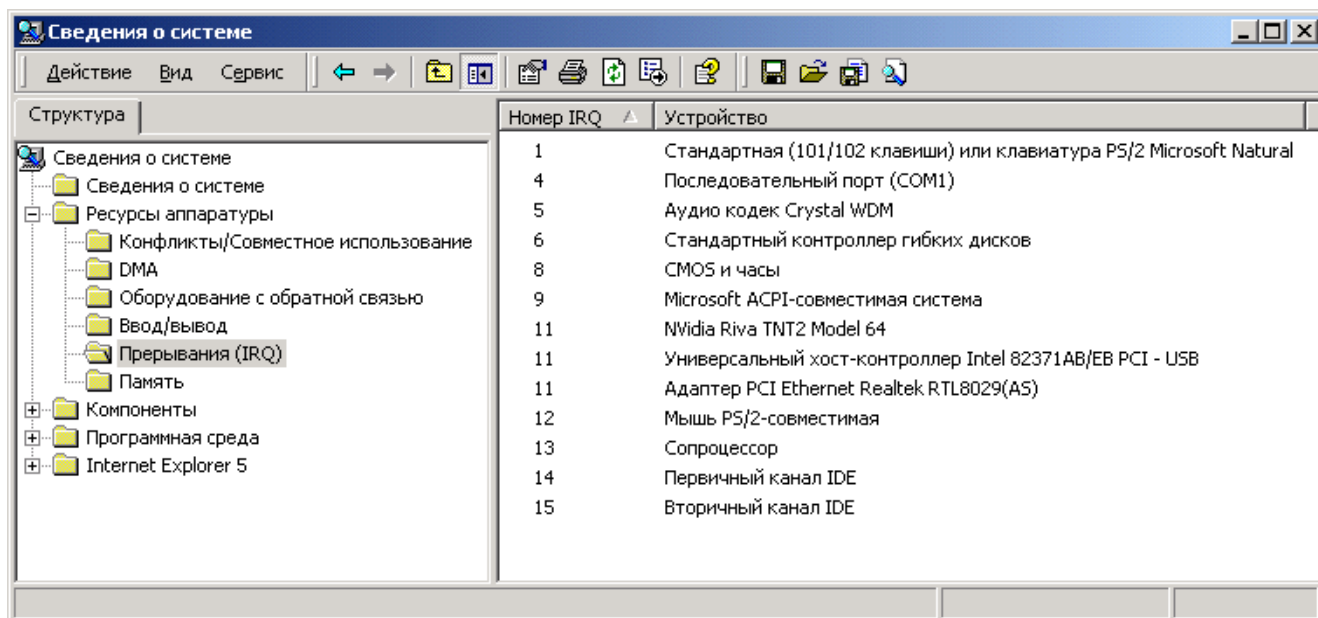 Сведения о системе
Действие Вид Сервис
Структура
Сведения о системе
Сведения о системе
Ресурсы аппаратуры
Конфликты/Совместное использование
DMA
Оборудование с обратной связью
Ввод/вывод
Прерывания (IRQ)
Память
Компоненты
Программная среда
Internet Explorer 5
Номер IRQ Устройство
1 Стандартная (101/102 клавиши) или клавиатура PS/2 Microsoft Natural
4 Последовательный порт (COM1)
5 Аудио кодек Crystal WDM
6 Стандартный контроллер гибких дисков
8 CMOS и часы
9 Microsoft ACPI-совместимая система
11 NVidia Riva TNT2 Model 64
11 Универсальный хост-контроллер Intel 82371AB/EB PCI - USB
11 Адаптер PCI Ethernet Realtek RTL8029(AS)
12 Мышь PS/2-совместимая
13 Сопроцессор
14 Первичный канал IDE
15 Вторичный канал IDE